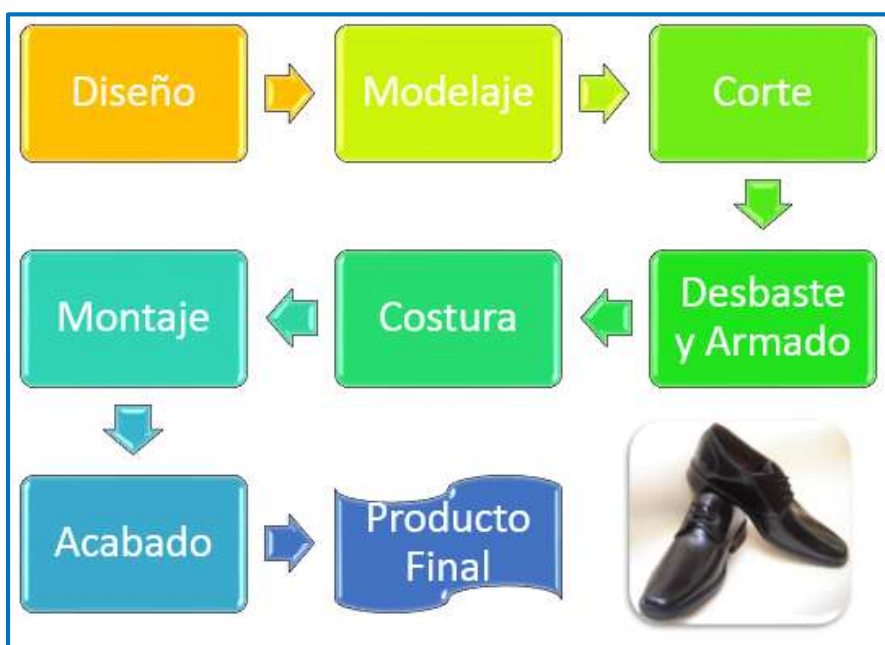 Diseño
Modelaje
Corte
Desbaste
y Armado
Costura
Montaje
Acabado
Producto
Final